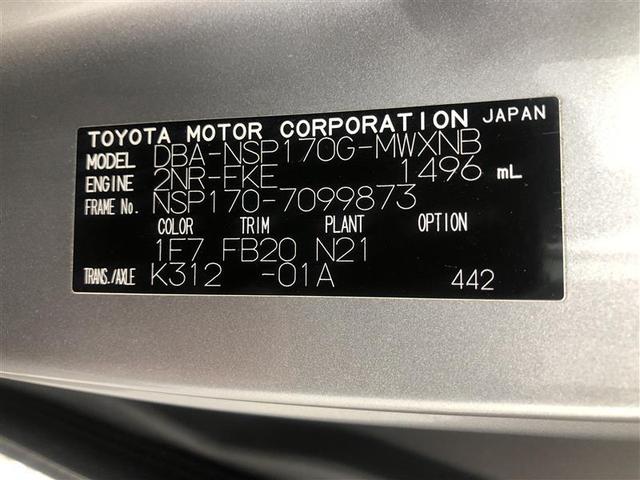 TOYOTA MOTOR CORPORATION JAPAN
MODEL DBA-NSP170G-MWXNB
ENGINE 2NR-FKE 1496 mL
FRAME No. NSP170-7099873
COLOR TRIM PLANT OPTION
1F7 FB20 N21
TRANS./AXLE K312 -01A 442